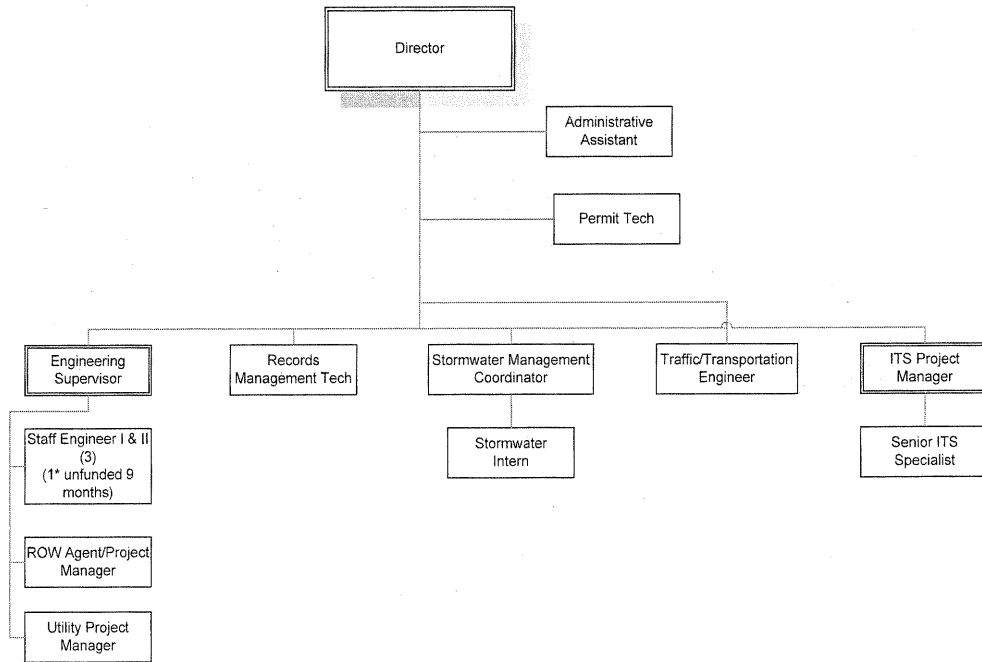 Director
Administrative
Assistant
Permit Tech
Engineering
Supervisor
Records
Management Tech
Stormwater Management
Coordinator
Traffic/Transportation
Engineer
ITS Project
Manager
Staff Engineer I & II
(3)
(1* unfunded 9
months)
Stormwater
Intern
Senior ITS
Specialist
ROW Agent/Project
Manager
Utility Project
Manager